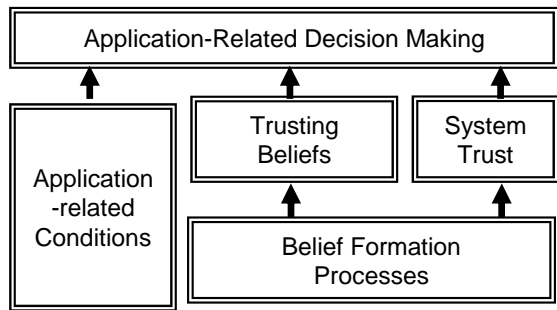 Application-Related Decision Making
Trusting
Beliefs
System
Trust
Application
-related
Conditions
Belief Formation
Processes